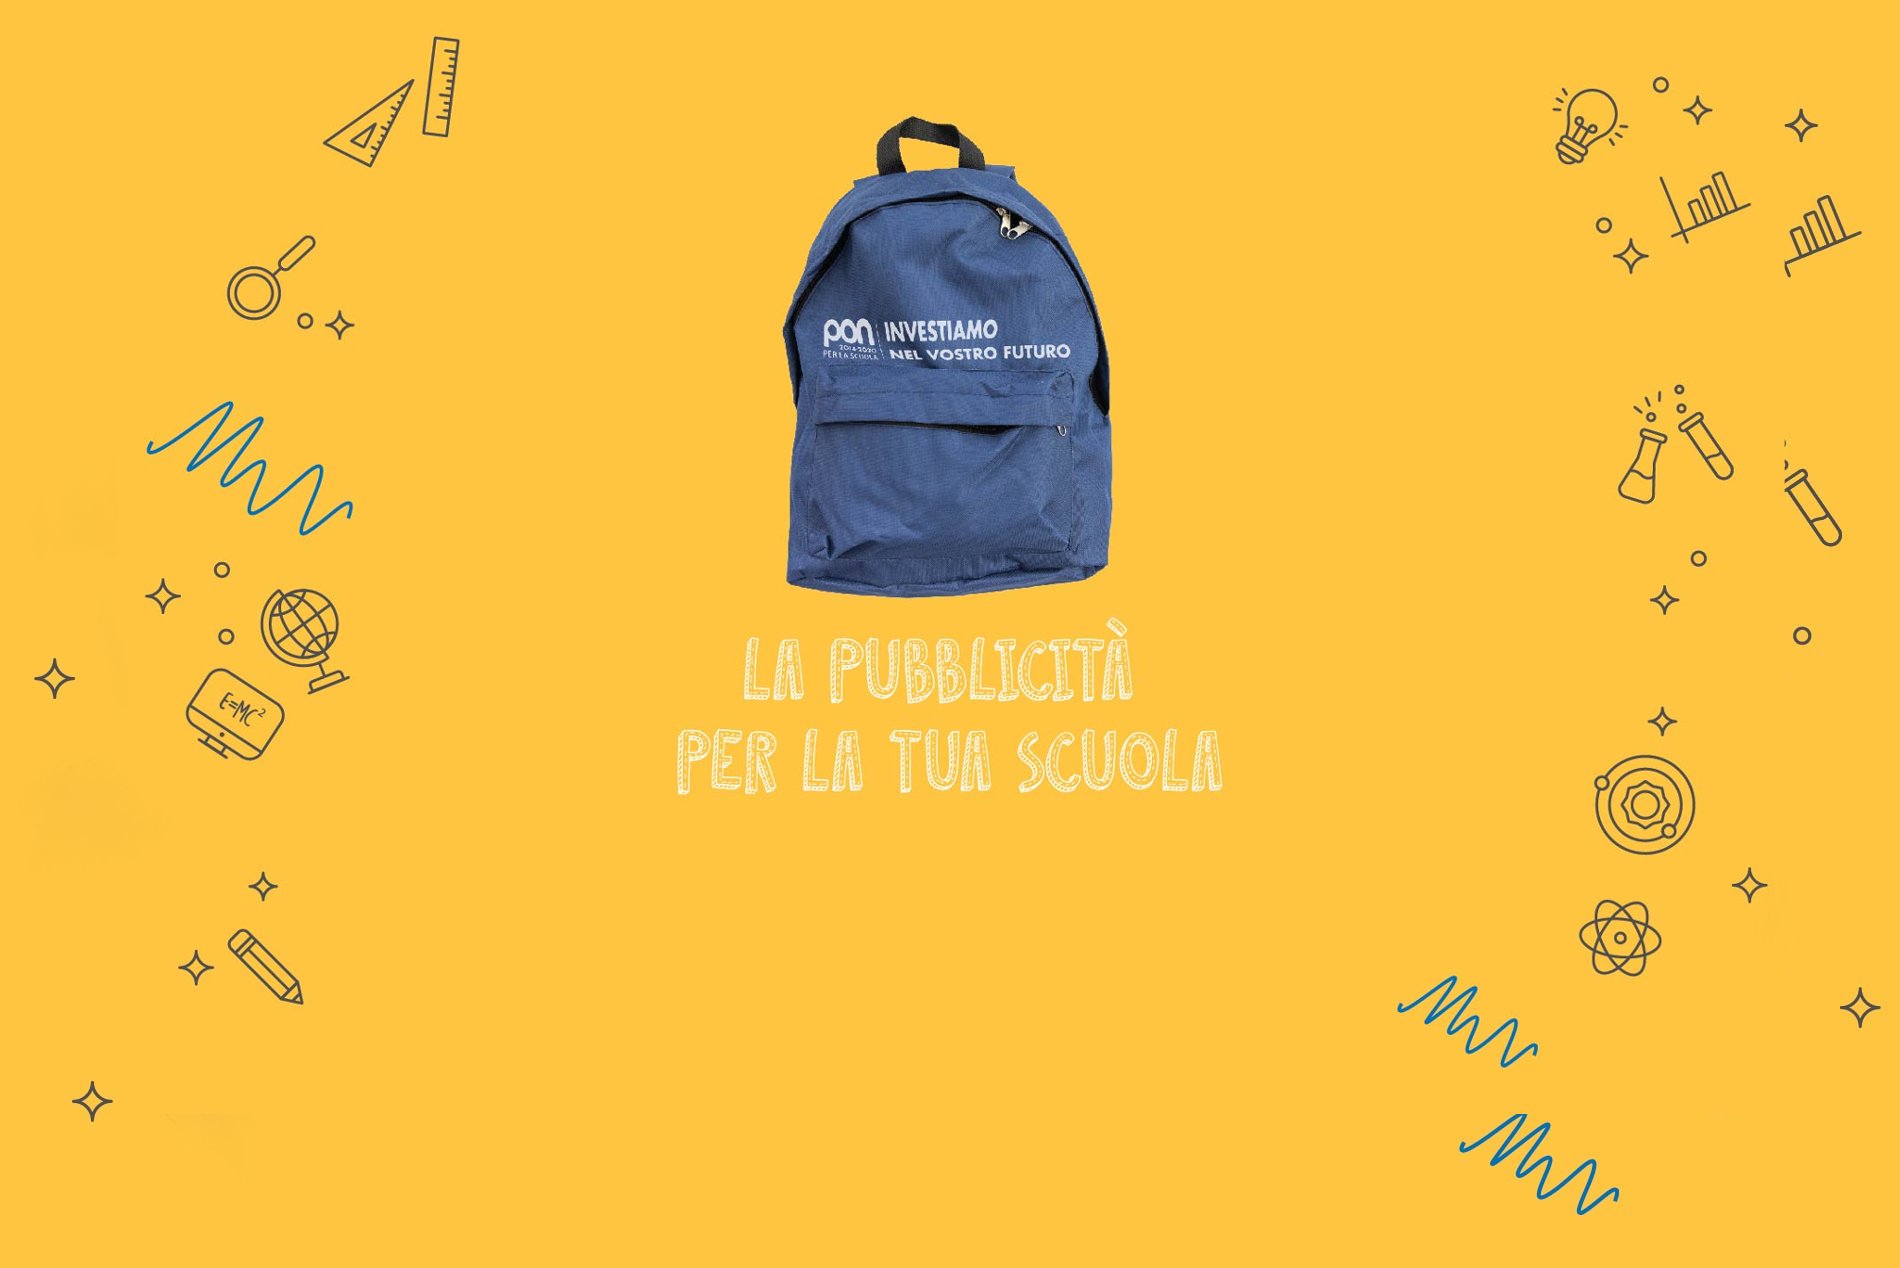 pon INVESTIAMO
2014-2020
PER LA SCUOLA NEL VOSTRO FUTURO
LA PUBBLICITÀ
PER LA TUA SCUOLA
E=MC²